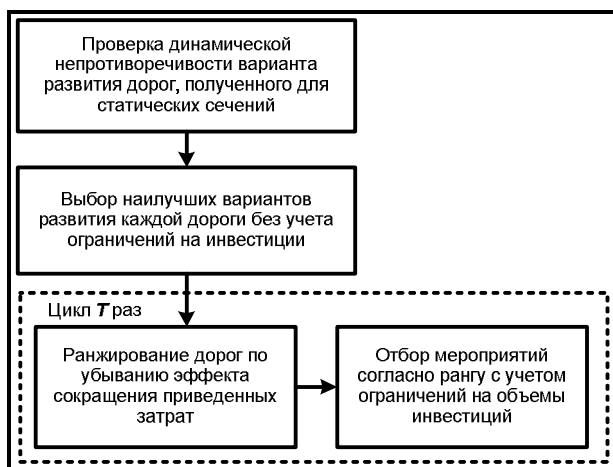 Проверка динамической
непротиворечивости варианта
развития дорог, полученного для
статических сечений
Выбор наилучших вариантов
развития каждой дороги без учета
ограничений на инвестиции
Цикл T раз
Ранжирование дорог по
убыванию эффекта
сокращения приведенных
затрат
Отбор мероприятий
согласно рангу с учетом
ограничений на объемы
инвестиций